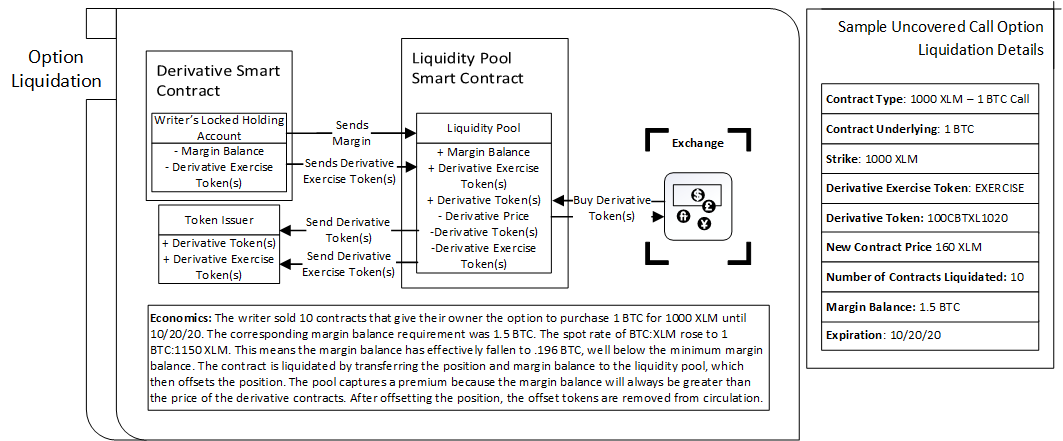 Option
Liquidation
Derivative Smart
Contract
Writer's Locked Holding
Account
- Margin Balance
- Derivative Exercise
Token(s)
Sends
Margin
Sends Derivative
Exercise Token(s)
Liquidity Pool
Smart Contract
Liquidity Pool
+ Margin Balance
+ Derivative Exercise
Token(s)
+ Derivative Token(s)
- Derivative Price
-Derivative Token(s)
-Derivative Exercise
Token(s)
Token Issuer
+ Derivative Token(s)
+ Derivative Exercise
Token(s)
Send Derivative
Token(s)
Send Derivative
Exercise Token(s)
Buy Derivative
Token(s)
Exchange
$
£
¥
Economics: The writer sold 10 contracts that give their owner the option to purchase 1 BTC for 1000 XLM until
10/20/20. The corresponding margin balance requirement was 1.5 BTC. The spot rate of BTC:XLM rose to 1
BTC:1150 XLM. This means the margin balance has effectively fallen to .196 BTC, well below the minimum margin
balance. The contract is liquidated by transferring the position and margin balance to the liquidity pool, which
then offsets the position. The pool captures a premium because the margin balance will always be greater than
the price of the derivative contracts. After offsetting the position, the offset tokens are removed from circulation.
Sample Uncovered Call Option
Liquidation Details
Contract Type: 1000 XLM – 1 BTC Call
Contract Underlying: 1 BTC
Strike: 1000 XLM
Derivative Exercise Token: EXERCISE
Derivative Token: 100CBTXL1020
New Contract Price 160 XLM
Number of Contracts Liquidated: 10
Margin Balance: 1.5 BTC
Expiration: 10/20/20